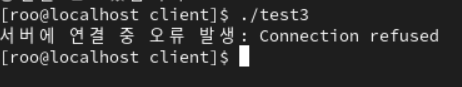 [roo@localhost client]$ ./test3
서버에 연결 중 오류 발생: Connection refused
[roo@localhost client]$